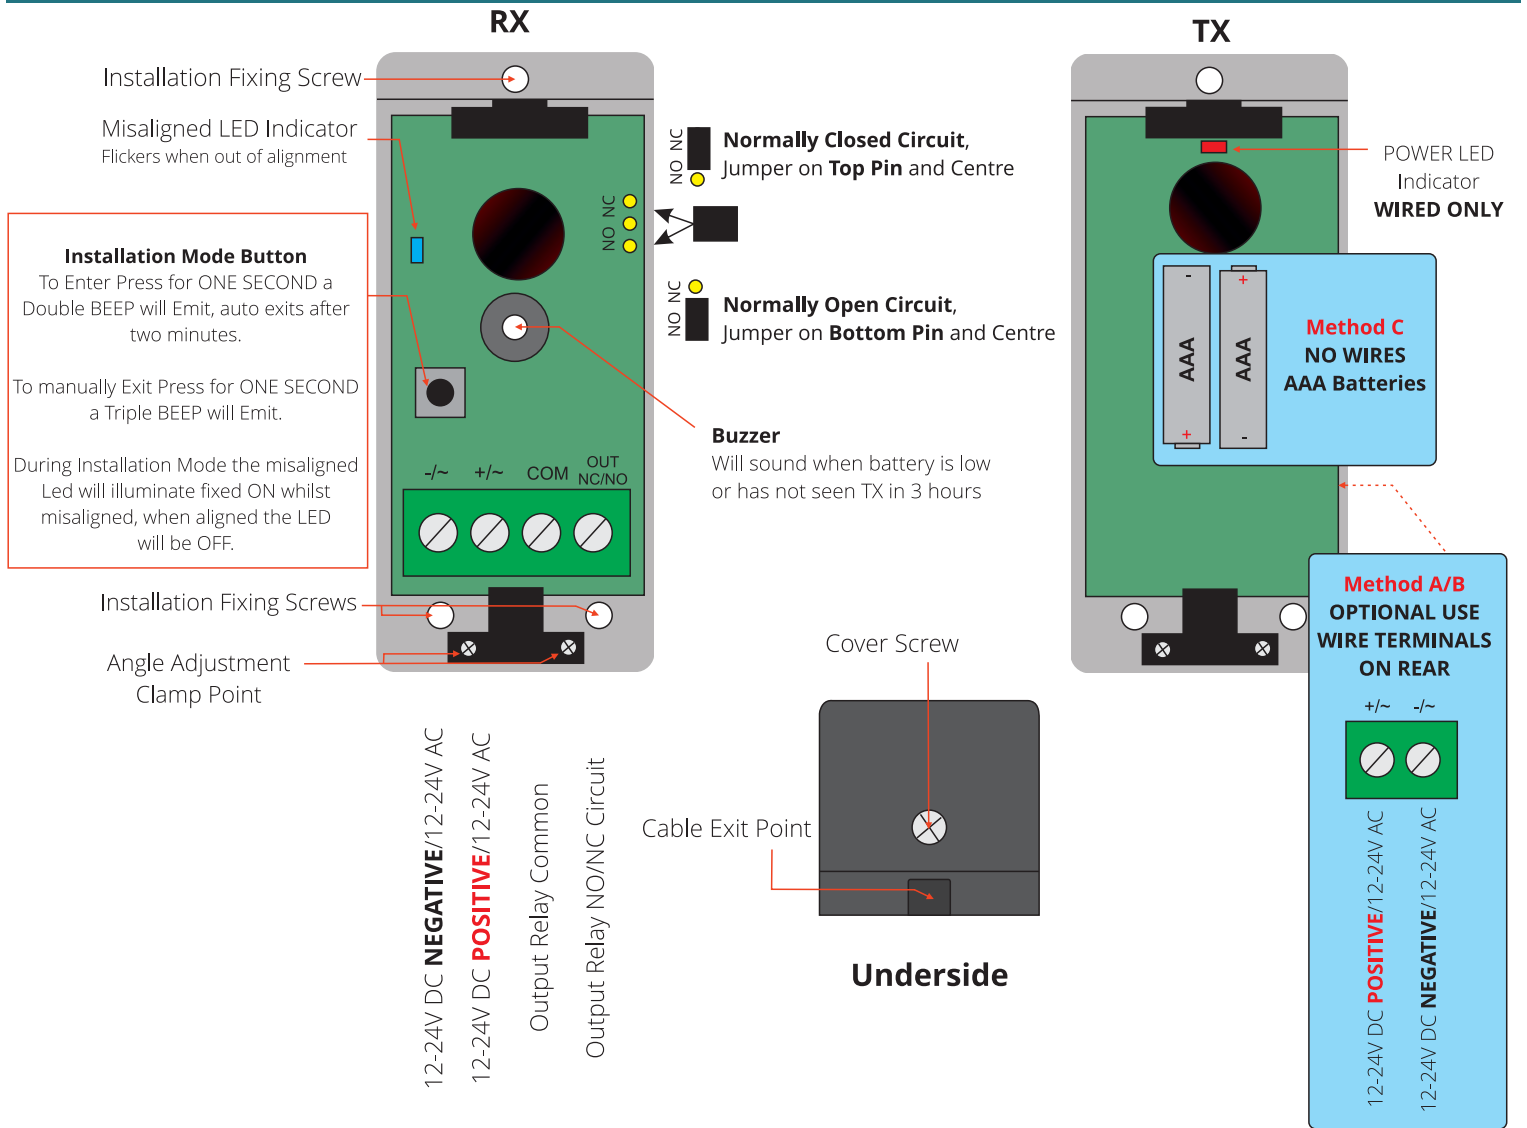 RX
TX
Installation Fixing Screw
Misaligned LED Indicator
Flickers when out of alignment
NO NC
Normally Closed Circuit,
Jumper on Top Pin and Centre
NO NC
NO NC
Normally Open Circuit,
Jumper on Bottom Pin and Centre
POWER LED
Indicator
WIRED ONLY
Installation Mode Button
To Enter Press for ONE SECOND a
Double BEEP will Emit, auto exits after
two minutes.
To manually Exit Press for ONE SECOND
a Triple BEEP will Emit.
During Installation Mode the misaligned
Led will illuminate fixed ON whilst
misaligned, when aligned the LED
will be OFF.
- +
AAA AAA
+ -
Method C
NO WIRES
AAA Batteries
Buzzer
Will sound when battery is low
or has not seen TX in 3 hours
-/~ +/~ COM OUT
NC/NO
Installation Fixing Screws
Angle Adjustment
Clamp Point
Method A/B
OPTIONAL USE
WIRE TERMINALS
ON REAR
+/~ -/~
12-24V DC POSITIVE/12-24V AC
12-24V DC NEGATIVE/12-24V AC
Cover Screw
Cable Exit Point
Underside
12-24V DC NEGATIVE/12-24V AC
12-24V DC POSITIVE/12-24V AC
Output Relay Common
Output Relay NO/NC Circuit